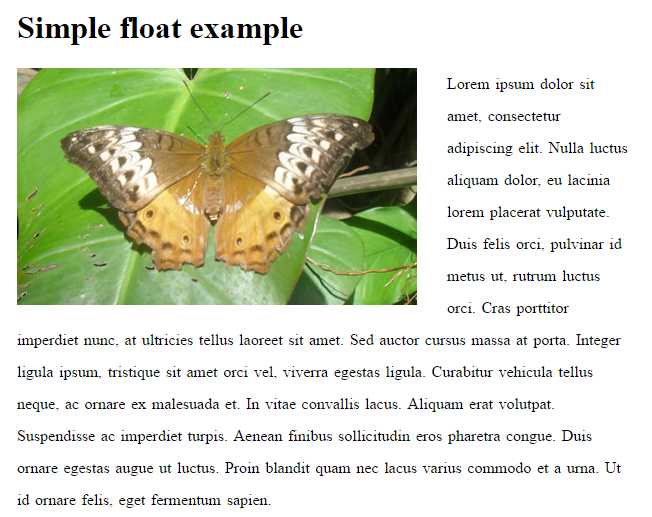 Simple float example
Lorem ipsum dolor sit
amet, consectetur
adipiscing elit. Nulla luctus
aliquam dolor, eu lacinia
lorem placerat vulputate.
Duis felis orci, pulvinar id
metus ut, rutrum luctus
orci. Cras porttitor
imperdiet nunc, at ultricies tellus laoreet sit amet. Sed auctor cursus massa at porta. Integer
ligula ipsum, tristique sit amet orci vel, viverra egestas ligula. Curabitur vehicula tellus
neque, ac ornare ex malesuada et. In vitae convallis lacus. Aliquam erat volutpat.
Suspendisse ac imperdiet turpis. Aenean finibus sollicitudin eros pharetra congue. Duis
ornare egestas augue ut luctus. Proin blandit quam nec lacus varius commodo et a urna. Ut
id ornare felis, eget fermentum sapien.